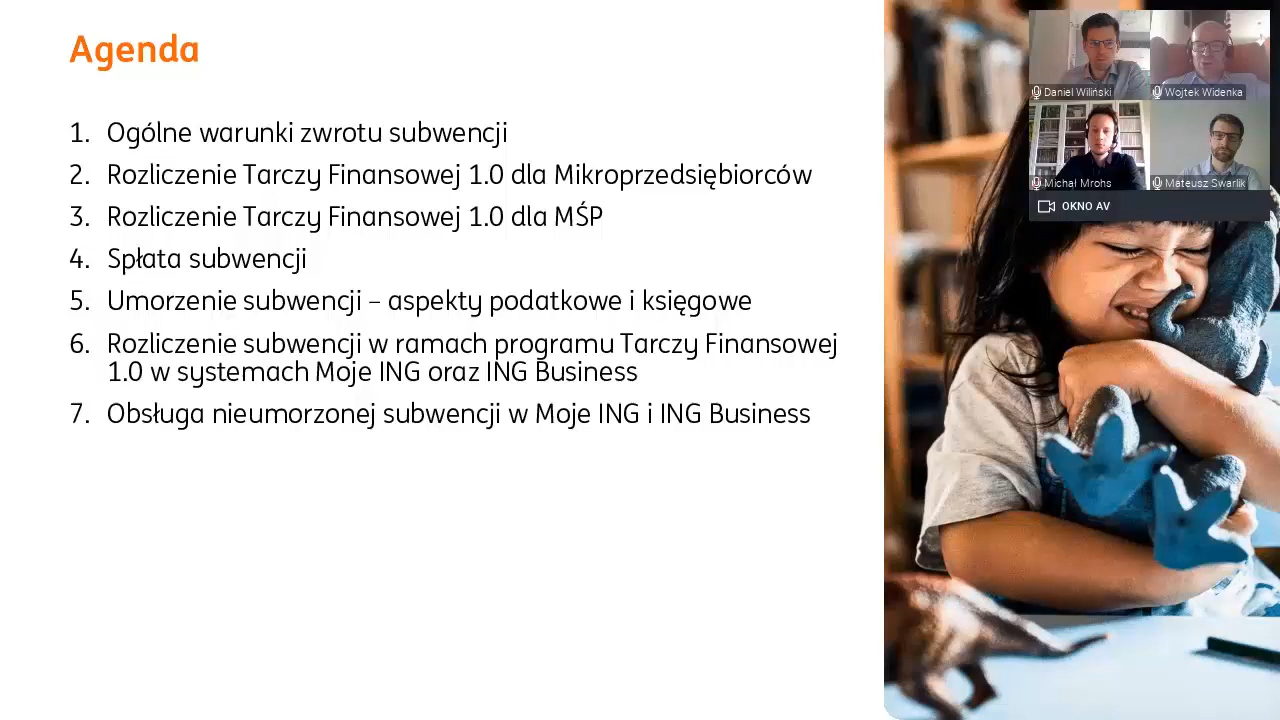 Agenda
1. Ogólne warunki zwrotu subwencji
2. Rozliczenie Tarczy Finansowej 1.0 dla Mikroprzedsiębiorców
3. Rozliczenie Tarczy Finansowej 1.0 dla MŚP
4. Spłata subwencji
5. Umorzenie subwencji – aspekty podatkowe i księgowe
6. Rozliczenie subwencji w ramach programu Tarczy Finansowej
1.0 w systemach Moje ING oraz ING Business
7. Obsługa nieumorzonej subwencji w Moje ING i ING Business
Daniel Wiliński
Wojtek Widenka
Michał Mrohs
Mateusz Swarlik
OKNO AV